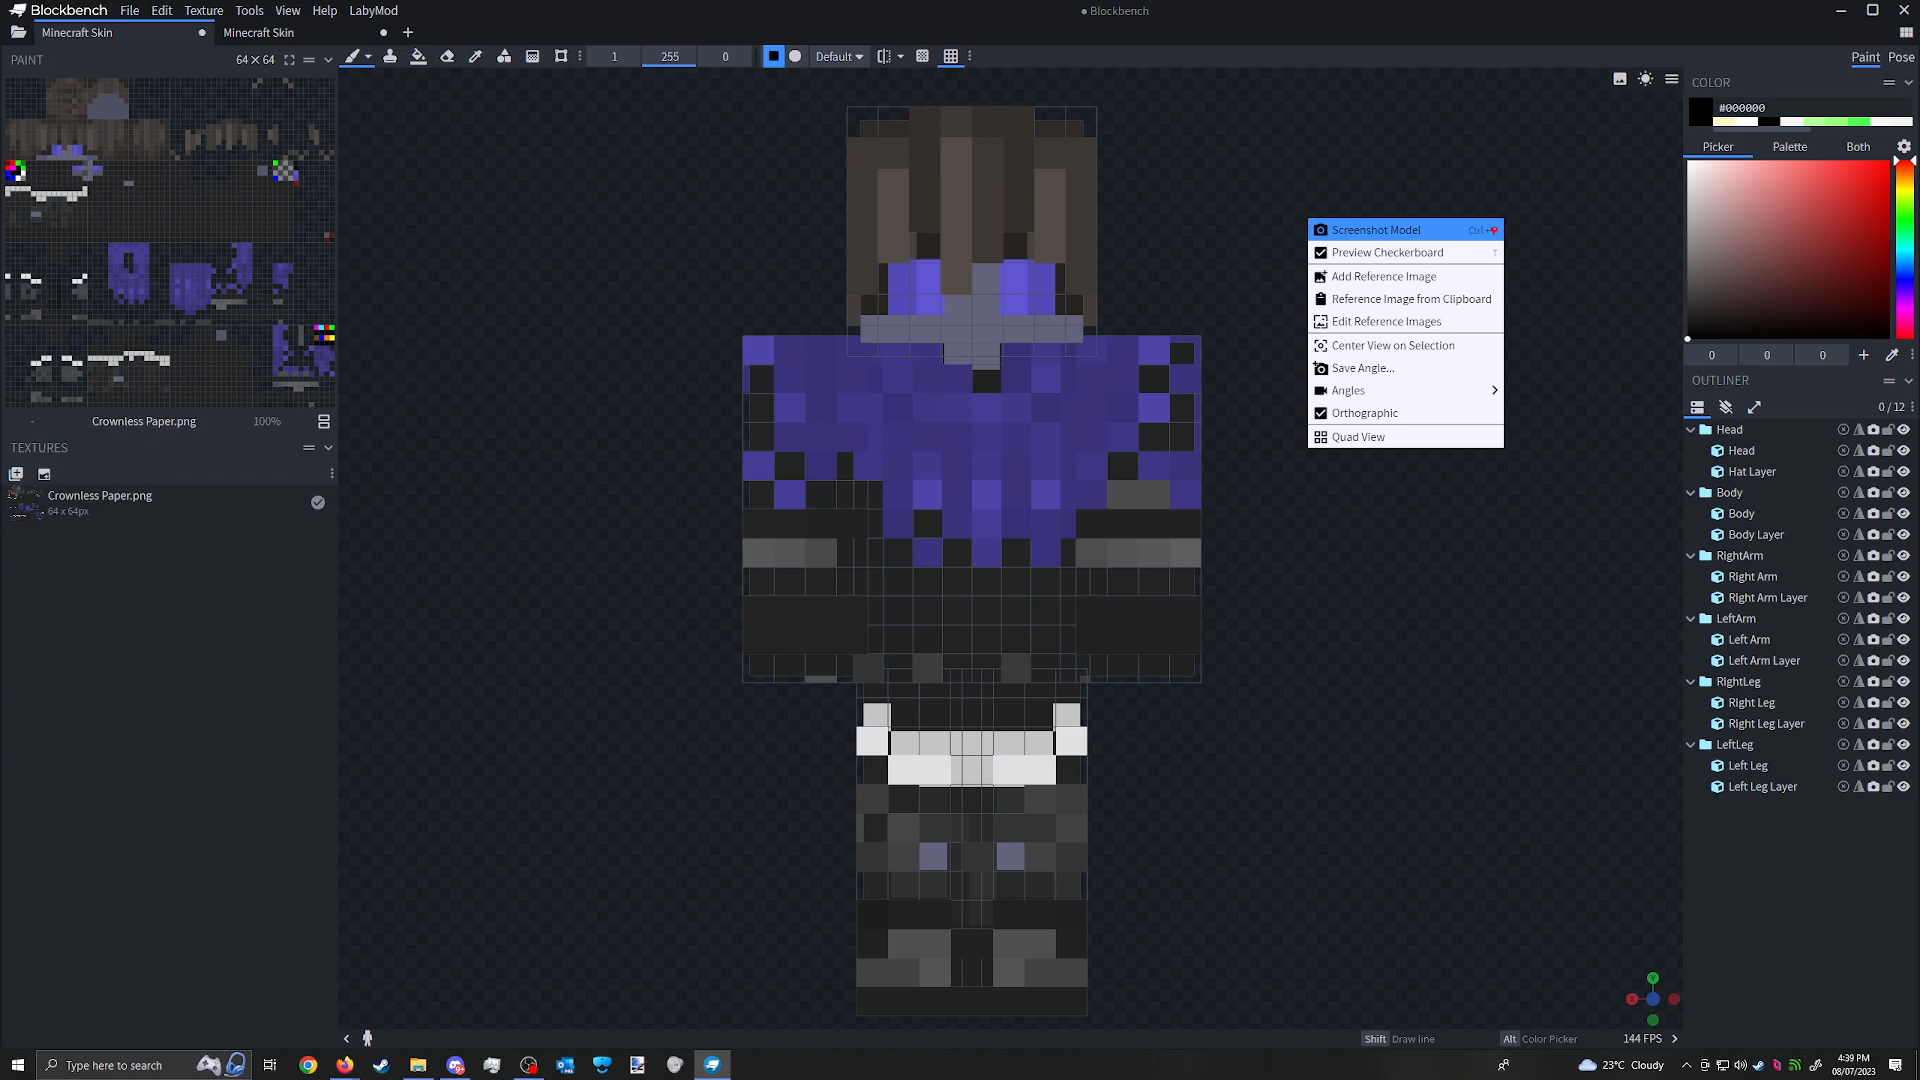 Blockbench File Edit Texture Tools View Help LabyMod
Blockbench
Minecraft Skin
Minecraft Skin
PAINT
64 × 64
1 255 0
Default
Paint Pose
Crownless Paper.png
100%
TEXTURES
Crownless Paper.png
64 x 64px
Screenshot Model
Ctrl + P
Preview Checkerboard T
Add Reference Image
Reference Image from Clipboard
Edit Reference Images
Center View on Selection
Save Angle...
Angles
Orthographic
Quad View
COLOR
#000000
Picker Palette Both
0 0 0
OUTLINER
0 / 12
Head
Head
Hat Layer
Body
Body
Body Layer
RightArm
Right Arm
Right Arm Layer
LeftArm
Left Arm
Left Arm Layer
RightLeg
Right Leg
Right Leg Layer
LeftLeg
Left Leg
Left Leg Layer
Y
X
Shift Draw line
Alt Color Picker
144 FPS
Type here to search
23°C Cloudy
4:39 PM
08/07/2023